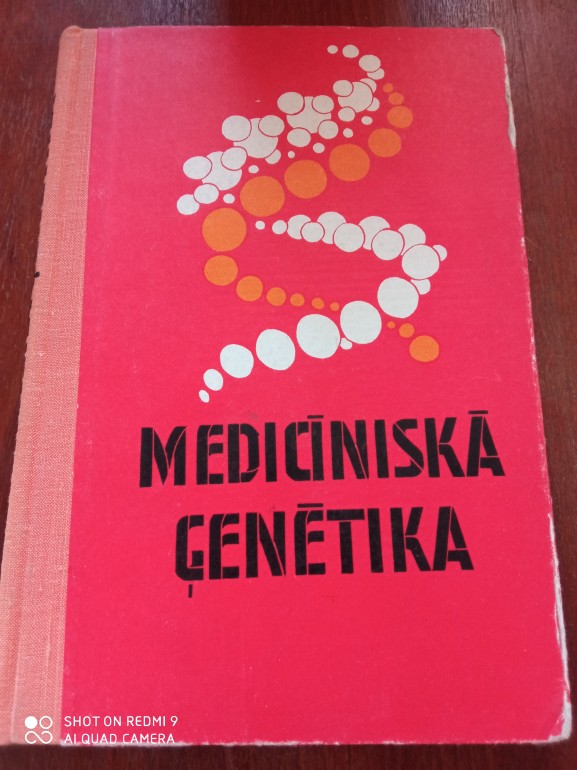 MEDICĪNISKĀ
ĢENĒTIKA
SHOT ON REDMI 9
AI QUAD CAMERA